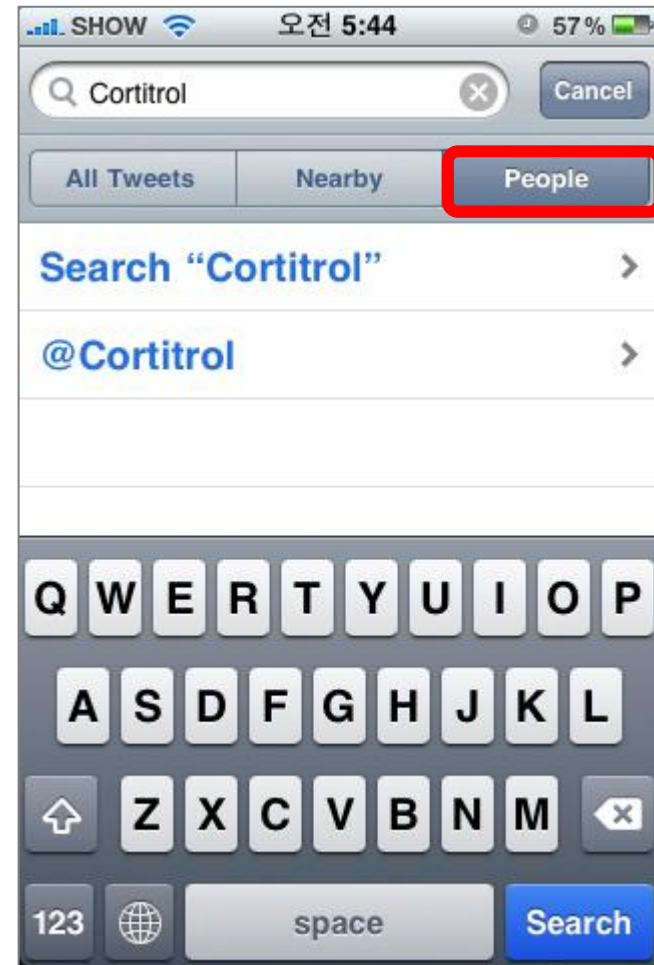 SHOW 오전 5:44 57%
Cortitrol Cancel
All Tweets Nearby People
Search “Cortitrol”
@Cortitrol
Q W E R T Y U I O P
A S D F G H J K L
Z X C V B N M
123 space Search